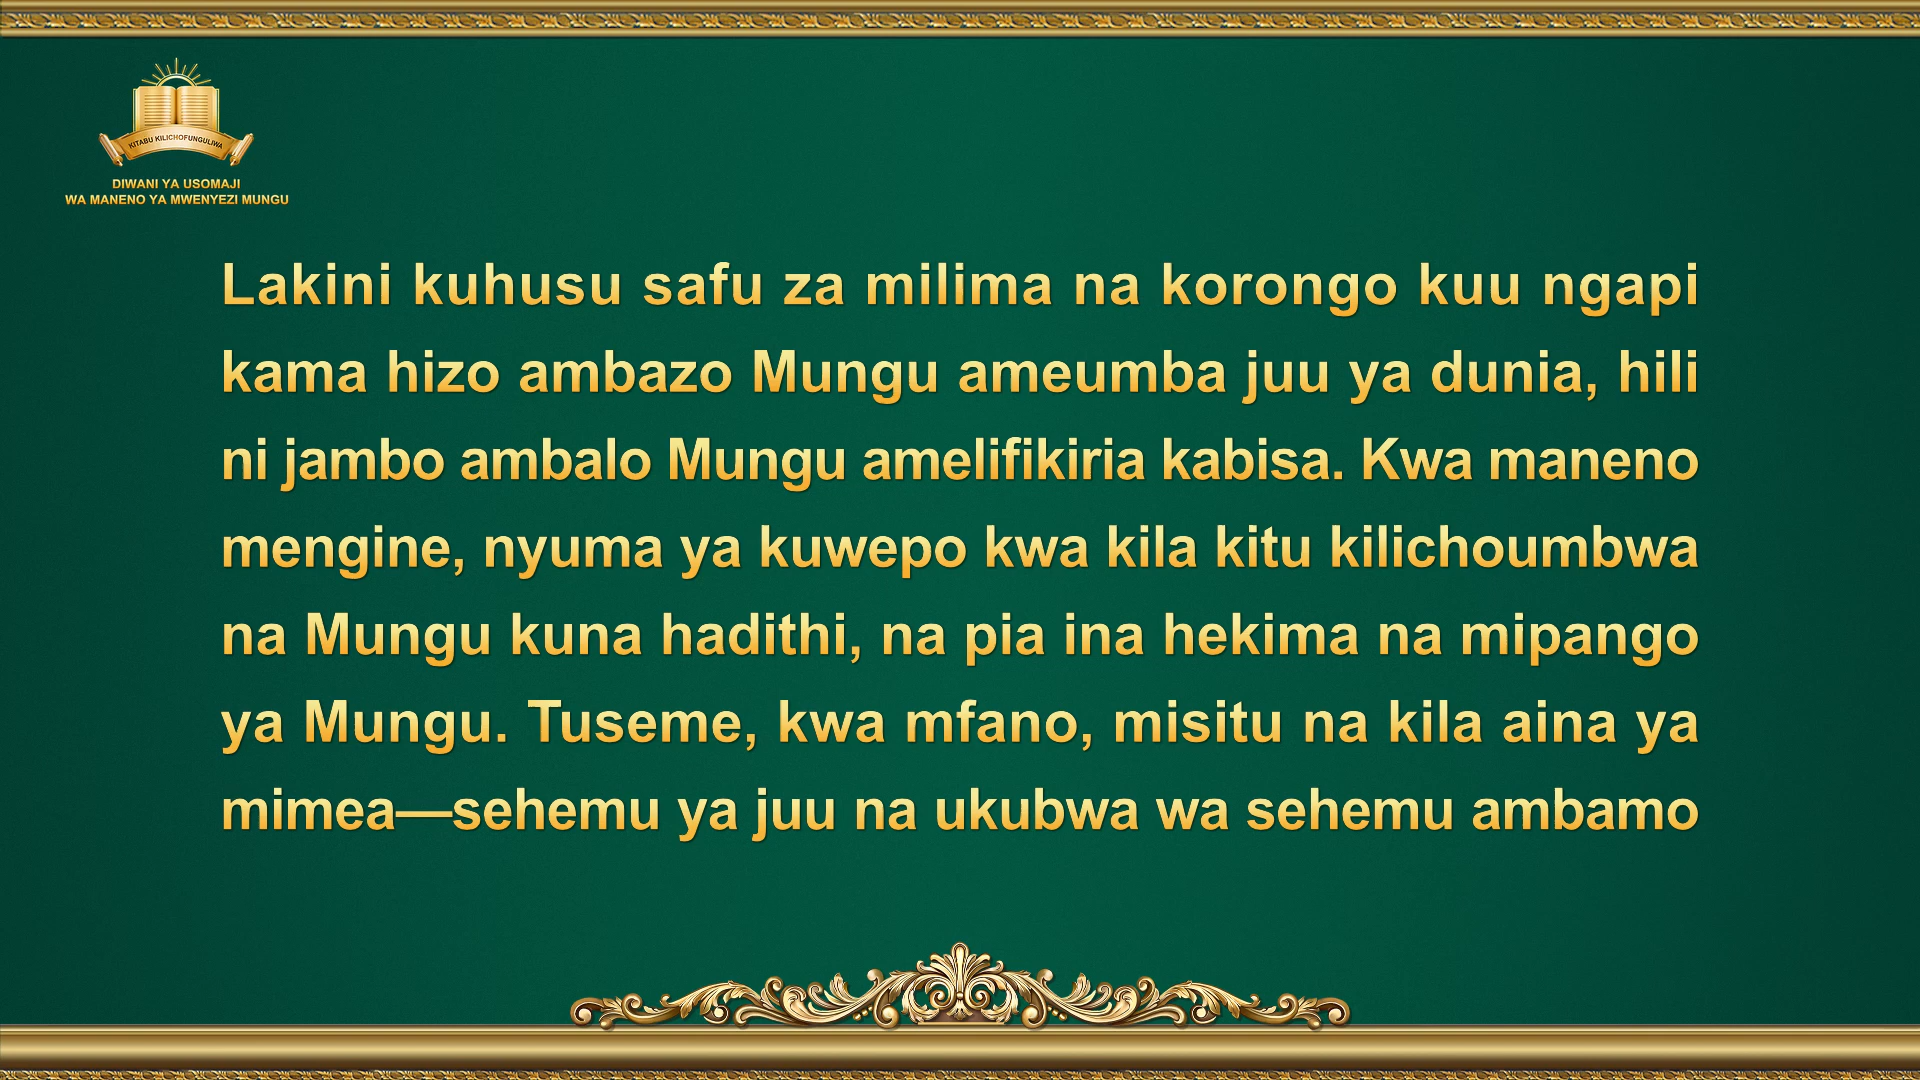 KITABU KILICHOFUNGULIWA
DIWANI YA USOMAJI
WA MANENO YA MWENYEZI MUNGU
Lakini kuhusu safu za milima na korongo kuu ngapi
kama hizo ambazo Mungu ameumba juu ya dunia, hili
ni jambo ambalo Mungu amelifikiria kabisa. Kwa maneno
mengine, nyuma ya kuwepo kwa kila kitu kilichoumbwa
na Mungu kuna hadithi, na pia ina hekima na mipango
ya Mungu. Tuseme, kwa mfano, misitu na kila aina ya
mimea—sehemu ya juu na ukubwa wa sehemu ambamo